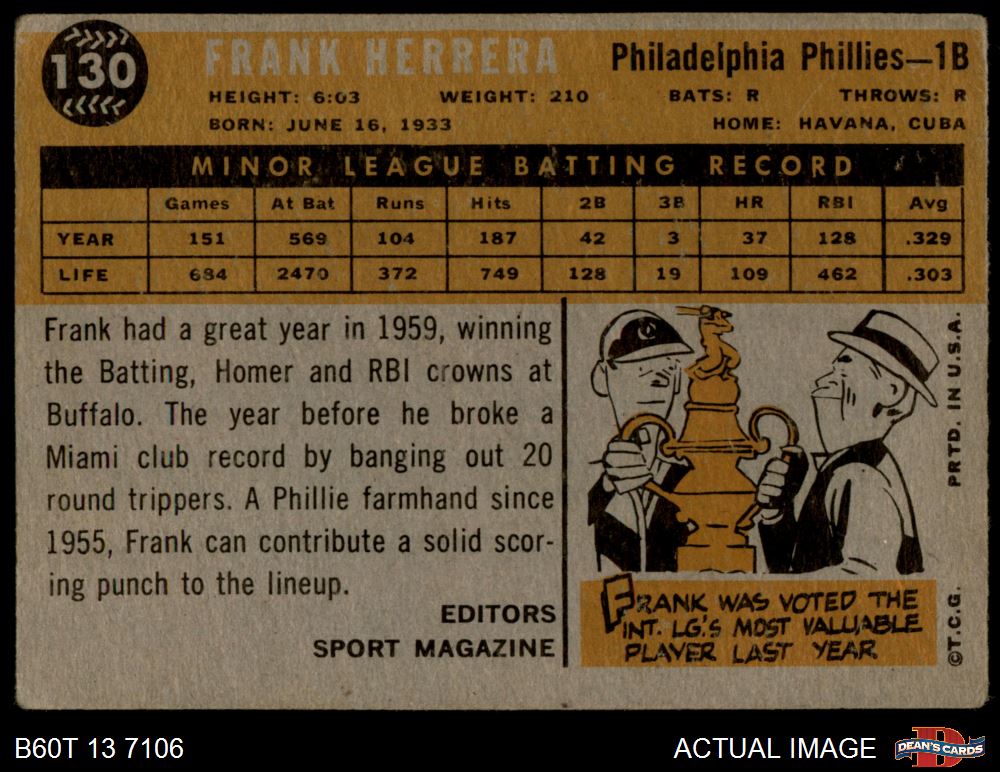 130
FRANK HERRERA
Philadelphia Phillies—1B
HEIGHT: 6:03 WEIGHT: 210 BATS: R THROWS: R
BORN: JUNE 16, 1933 HOME: HAVANA, CUBA
MINOR LEAGUE BATTING RECORD
Games At Bat Runs Hits 2B 3B HR RBI Avg
YEAR 151 569 104 187 42 3 37 128 .329
LIFE 684 2470 372 749 128 19 109 462 .303
Frank had a great year in 1959, winning
the Batting, Homer and RBI crowns at
Buffalo. The year before he broke a
Miami club record by banging out 20
round trippers. A Phillie farmhand since
1955, Frank can contribute a solid scor-
ing punch to the lineup.
EDITORS
SPORT MAGAZINE
FRANK WAS VOTED THE
INT. LG.'S MOST VALUABLE
PLAYER LAST YEAR
©T.C.G. PRTD. IN U.S.A.
B60T 13 7106
ACTUAL IMAGE
D
DEAN'S CARDS